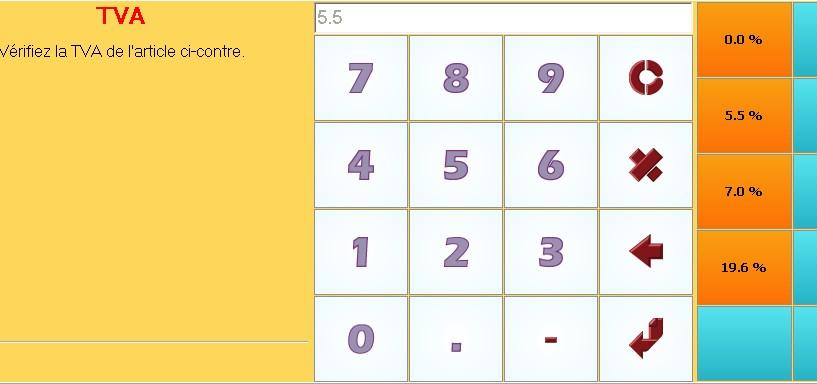 TVA
Vérifiez la TVA de l'article ci-contre.
5.5
7 8 9 C
4 5 6
1 2 3
0 . -
0.0 %
5.5 %
7.0 %
19.6 %